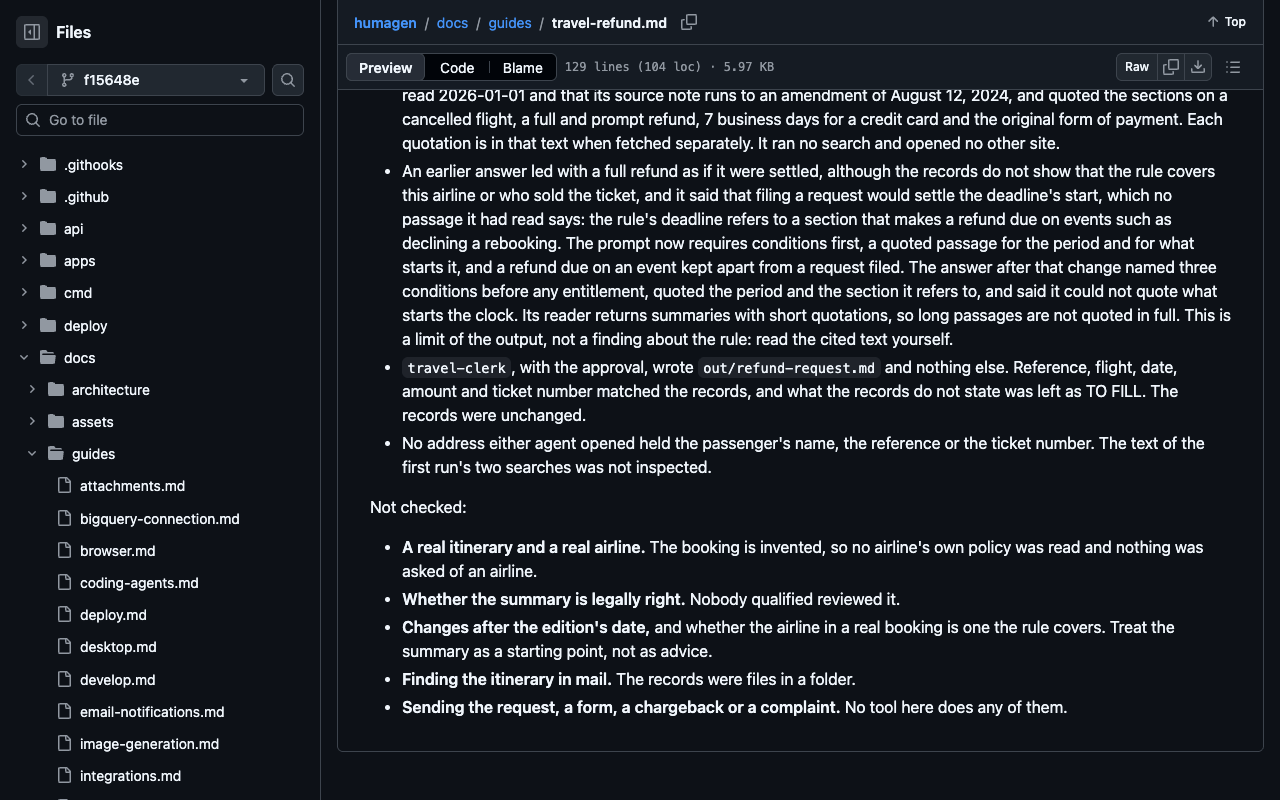 Files
f15648e
Go to file
.githooks
.github
api
apps
cmd
deploy
docs
architecture
assets
guides
attachments.md
bigquery-connection.md
browser.md
coding-agents.md
deploy.md
desktop.md
develop.md
email-notifications.md
image-generation.md
integrations.md
humagen / docs / guides / travel-refund.md
Top
Preview Code Blame 129 lines (104 loc) · 5.97 KB
Raw
read 2026-01-01 and that its source note runs to an amendment of August 12, 2024, and quoted the sections on a
cancelled flight, a full and prompt refund, 7 business days for a credit card and the original form of payment. Each
quotation is in that text when fetched separately. It ran no search and opened no other site.
• An earlier answer led with a full refund as if it were settled, although the records do not show that the rule covers
this airline or who sold the ticket, and it said that filing a request would settle the deadline's start, which no
passage it had read says: the rule's deadline refers to a section that makes a refund due on events such as
declining a rebooking. The prompt now requires conditions first, a quoted passage for the period and for what
starts it, and a refund due on an event kept apart from a request filed. The answer after that change named three
conditions before any entitlement, quoted the period and the section it refers to, and said it could not quote what
starts the clock. Its reader returns summaries with short quotations, so long passages are not quoted in full. This is
a limit of the output, not a finding about the rule: read the cited text yourself.
• travel-clerk, with the approval, wrote out/refund-request.md and nothing else. Reference, flight, date,
amount and ticket number matched the records, and what the records do not state was left as TO FILL. The
records were unchanged.
• No address either agent opened held the passenger's name, the reference or the ticket number. The text of the
first run's two searches was not inspected.
Not checked:
• A real itinerary and a real airline. The booking is invented, so no airline's own policy was read and nothing was
asked of an airline.
• Whether the summary is legally right. Nobody qualified reviewed it.
• Changes after the edition's date, and whether the airline in a real booking is one the rule covers. Treat the
summary as a starting point, not as advice.
• Finding the itinerary in mail. The records were files in a folder.
• Sending the request, a form, a chargeback or a complaint. No tool here does any of them.